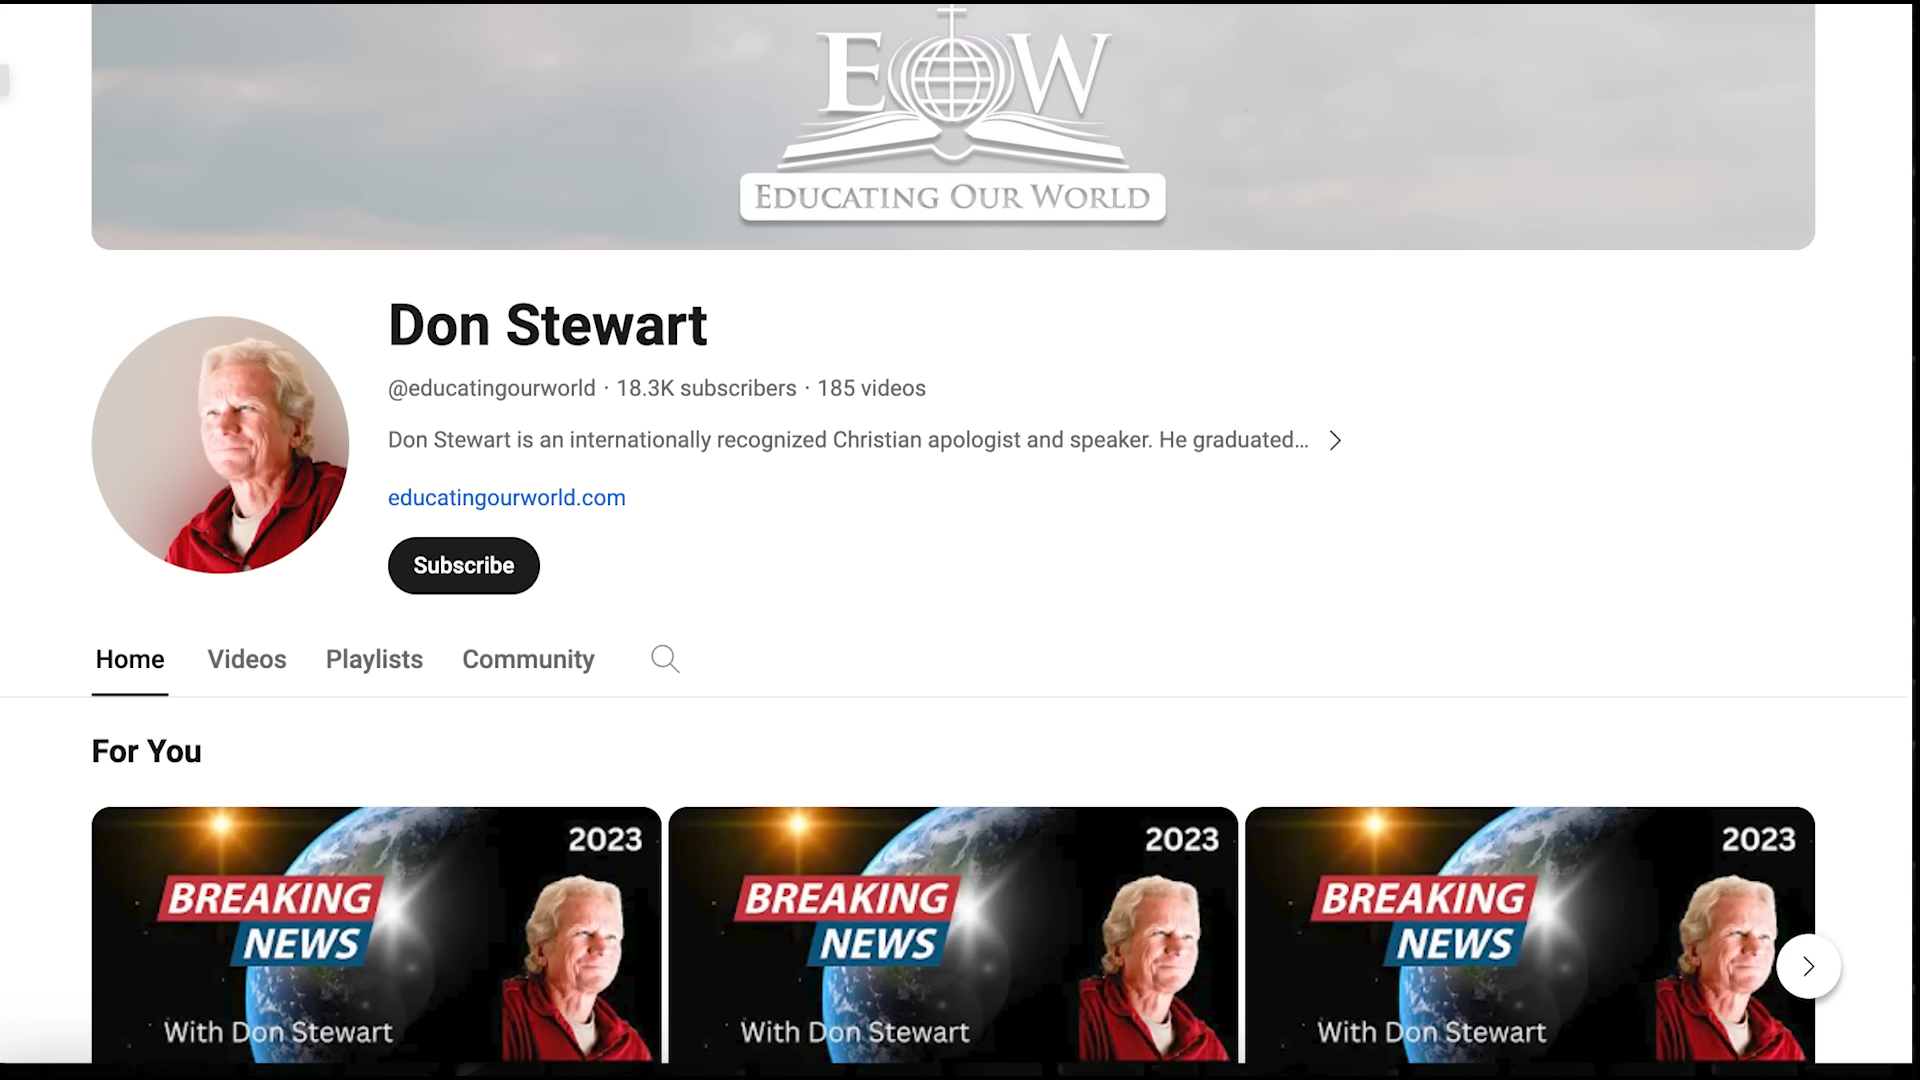 EOW
EDUCATING OUR WORLD
Don Stewart
@educatingourworld · 18.3K subscribers · 185 videos
Don Stewart is an internationally recognized Christian apologist and speaker. He graduated...
educatingourworld.com
Subscribe
Home Videos Playlists Community
For You
2023
BREAKING
NEWS
With Don Stewart
2023
BREAKING
NEWS
With Don Stewart
2023
BREAKING
NEWS
With Don Stewart